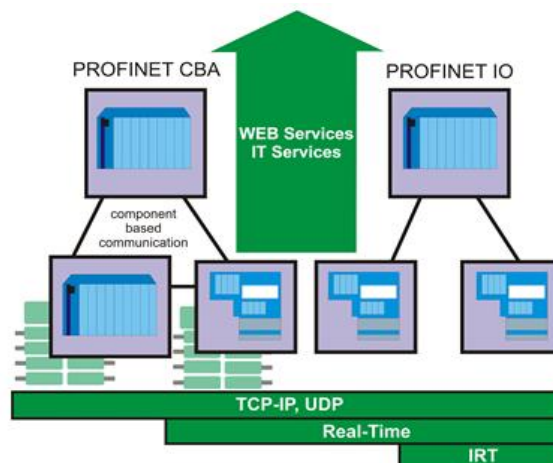 PROFINET CBA
PROFINET IO
WEB Services
IT Services
component
based
communication
TCP-IP, UDP
Real-Time
IRT